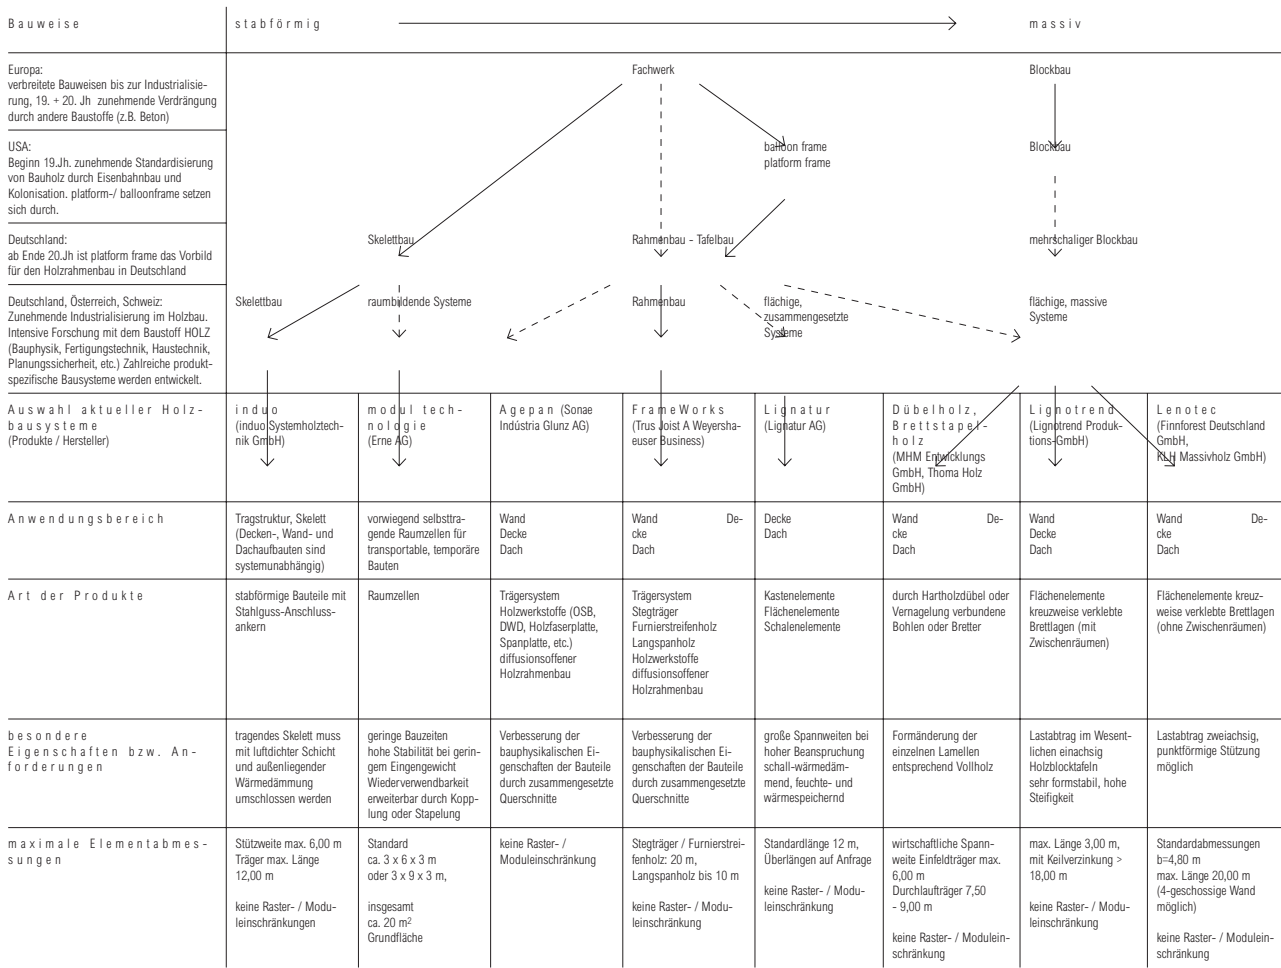 Bauweise
stabförmig
massiv
Europa:
verbreitete Bauweisen bis zur Industrialisie-
rung, 19. + 20. Jh zunehmende Verdrängung
durch andere Baustoffe (z.B. Beton)
Fachwerk
Blockbau
USA:
Beginn 19.Jh. zunehmende Standardisierung
von Bauholz durch Eisenbahnbau und
Kolonisation. platform-/ balloonframe setzen
sich durch.
balloon frame
platform frame
Blockbau
Deutschland:
ab Ende 20.Jh ist platform frame das Vorbild
für den Holzrahmenbau in Deutschland
Skelettbau
Rahmenbau - Tafelbau
mehrschaliger Blockbau
Deutschland, Österreich, Schweiz:
Zunehmende Industrialisierung im Holzbau.
Intensive Forschung mit dem Baustoff HOLZ
(Bauphysik, Fertigungstechnik, Haustechnik,
Planungssicherheit, etc.) Zahlreiche produkt-
spezifische Bausysteme werden entwickelt.
Skelettbau
raumbildende Systeme
Rahmenbau
flächige,
zusammengesetzte
Systeme
flächige, massive
Systeme
Auswahl aktueller Holz-
bausysteme
(Produkte / Hersteller)
induo
(induo Systemholztech-
nik GmbH)
modul tech-
nologie
(Erne AG)
Agepan (Sonae
Indústria Glunz AG)
FrameWorks
(Trus Joist A Weyersha-
euser Business)
Lignatur
(Lignatur AG)
Dübelholz,
Brettstapel-
holz
(MHM Entwicklungs
GmbH, Thoma Holz
GmbH)
Lignotrend
(Lignotrend Produk-
tions-GmbH)
Lenotec
(Finnforest Deutschland
GmbH,
KLH Massivholz GmbH)
Anwendungsbereich
Tragstruktur, Skelett
(Decken-, Wand- und
Dachaufbauten sind
systemunabhängig)
vorwiegend selbsttra-
gende Raumzellen für
transportable, temporäre
Bauten
Wand
Decke
Dach
Wand De-
cke
Dach
Decke
Dach
Wand De-
cke
Dach
Wand
Decke
Dach
Wand De-
cke
Dach
Art der Produkte
stabförmige Bauteile mit
Stahlguss-Anschluss-
ankern
Raumzellen
Trägersystem
Holzwerkstoffe (OSB,
DWD, Holzfaserplatte,
Spanplatte, etc.)
diffusionsoffener
Holzrahmenbau
Trägersystem
Stegträger
Furnierstreifenholz
Langspanholz
Holzwerkstoffe
diffusionsoffener
Holzrahmenbau
Kastenelemente
Flächenelemente
Schalenelemente
durch Hartholzdübel oder
Vernagelung verbundene
Bohlen oder Bretter
Flächenelemente
kreuzweise verklebte
Brettlagen (mit
Zwischenräumen)
Flächenelemente kreuz-
weise verklebte Brettlagen
(ohne Zwischenräumen)
besondere
Eigenschaften bzw. An-
forderungen
tragendes Skelett muss
mit luftdichter Schicht
und außenliegender
Wärmedämmung
umschlossen werden
geringe Bauzeiten
hohe Stabilität bei gerin-
gem Eingengewicht
Wiederverwendbarkeit
erweiterbar durch Kopp-
lung oder Stapelung
Verbesserung der
bauphysikalischen Ei-
genschaften der Bauteile
durch zusammengesetzte
Querschnitte
Verbesserung der
bauphysikalischen Ei-
genschaften der Bauteile
durch zusammengesetzte
Querschnitte
große Spannweiten bei
hoher Beanspruchung
schall-wärmedäm-
mend, feuchte- und
wärmespeichernd
Formänderung der
einzelnen Lamellen
entsprechend Vollholz
Lastabtrag im Wesent-
lichen einachsig
Holzblocktafeln
sehr formstabil, hohe
Steifigkeit
Lastabtrag zweiachsig,
punktförmige Stützung
möglich
maximale Elementabmes-
sungen
Stützweite max. 6,00 m
Träger max. Länge
12,00 m
keine Raster- / Modu-
leinschränkungen
Standard
ca. 3 x 6 x 3 m
oder 3 x 9 x 3 m,
insgesamt
ca. 20 m²
Grundfläche
keine Raster- /
Moduleinschränkung
Stegträger / Furnierstrei-
fenholz: 20 m,
Langspanholz bis 10 m
keine Raster- / Modu-
leinschränkung
Standardlänge 12 m,
Überlängen auf Anfrage
keine Raster- / Modu-
leinschränkung
wirtschaftliche Spann-
weite Einfeldträger max.
6,00 m
Durchlaufträger 7,50
- 9,00 m
keine Raster- / Modulein-
schränkung
max. Länge 3,00 m,
mit Keilverzinkung >
18,00 m
keine Raster- / Modu-
leinschränkung
Standardabmessungen
b=4,80 m
max. Länge 20,00 m
(4-geschossige Wand
möglich)
keine Raster- / Modulein-
schränkung